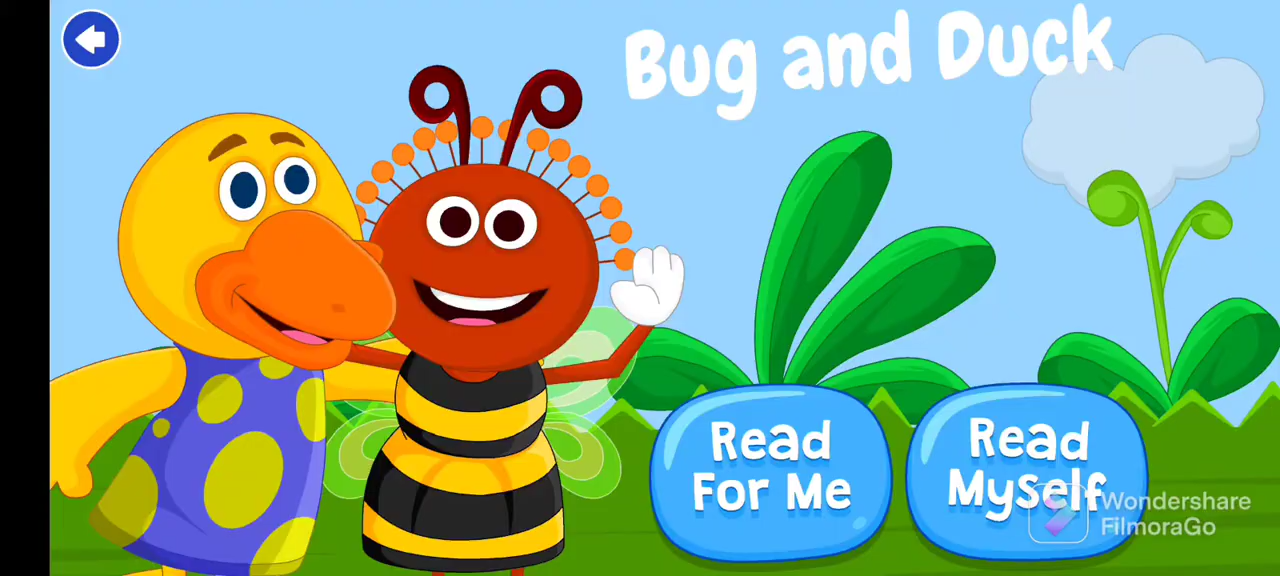 Bug and Duck
Read
For Me
Read
Myself
Wondershare
FilmoraGo